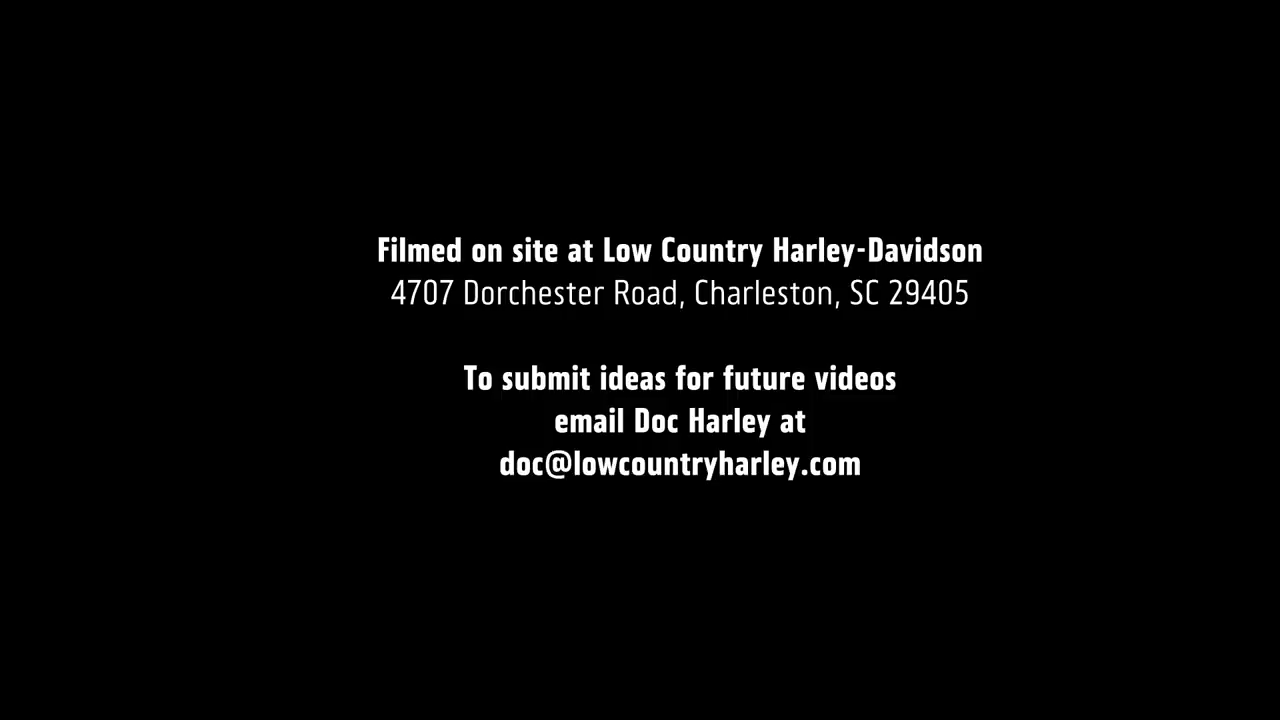 Filmed on site at Low Country Harley-Davidson
4707 Dorchester Road, Charleston, SC 29405
To submit ideas for future videos
email Doc Harley at
doc@lowcountryharley.com